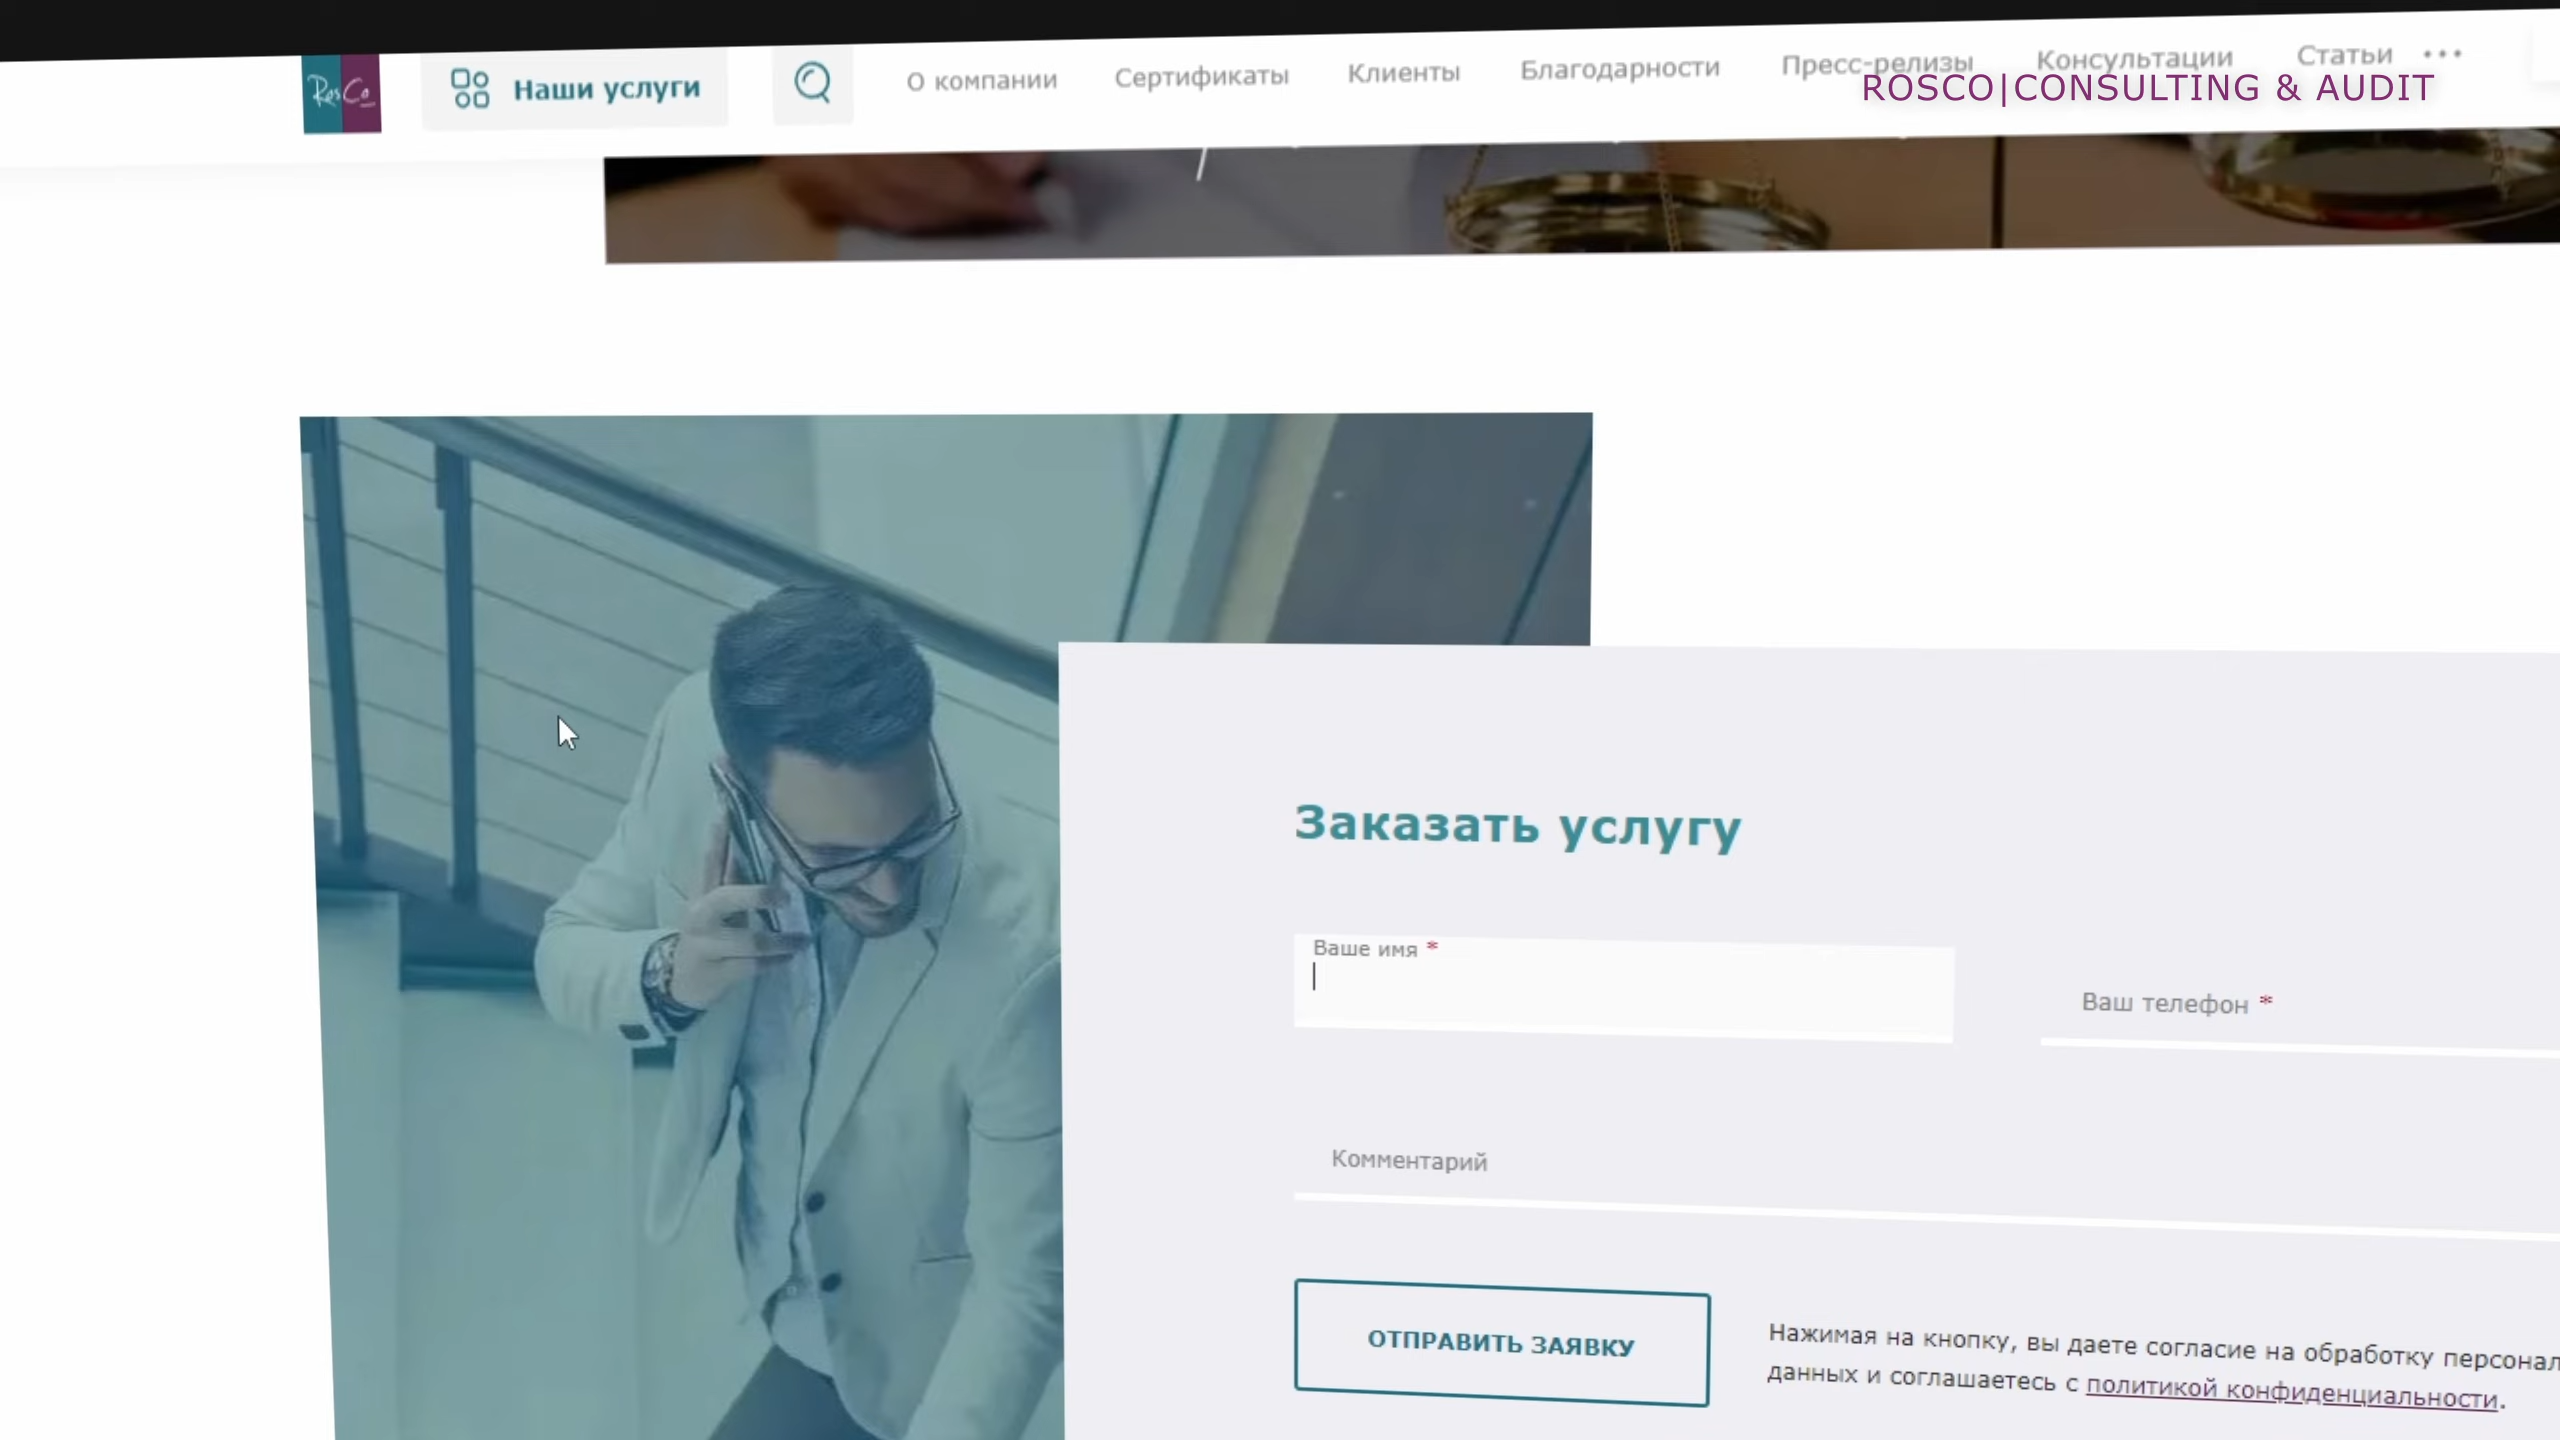 RosCo
Наши услуги
О компании
Сертификаты
Клиенты
Благодарности
Пресс-релизы
Консультации
Статьи
ROSCO|CONSULTING & AUDIT
Заказать услугу
Ваше имя *
Ваш телефон *
Комментарий
ОТПРАВИТЬ ЗАЯВКУ
Нажимая на кнопку, вы даете согласие на обработку персонал
данных и соглашаетесь с политикой конфиденциальности.